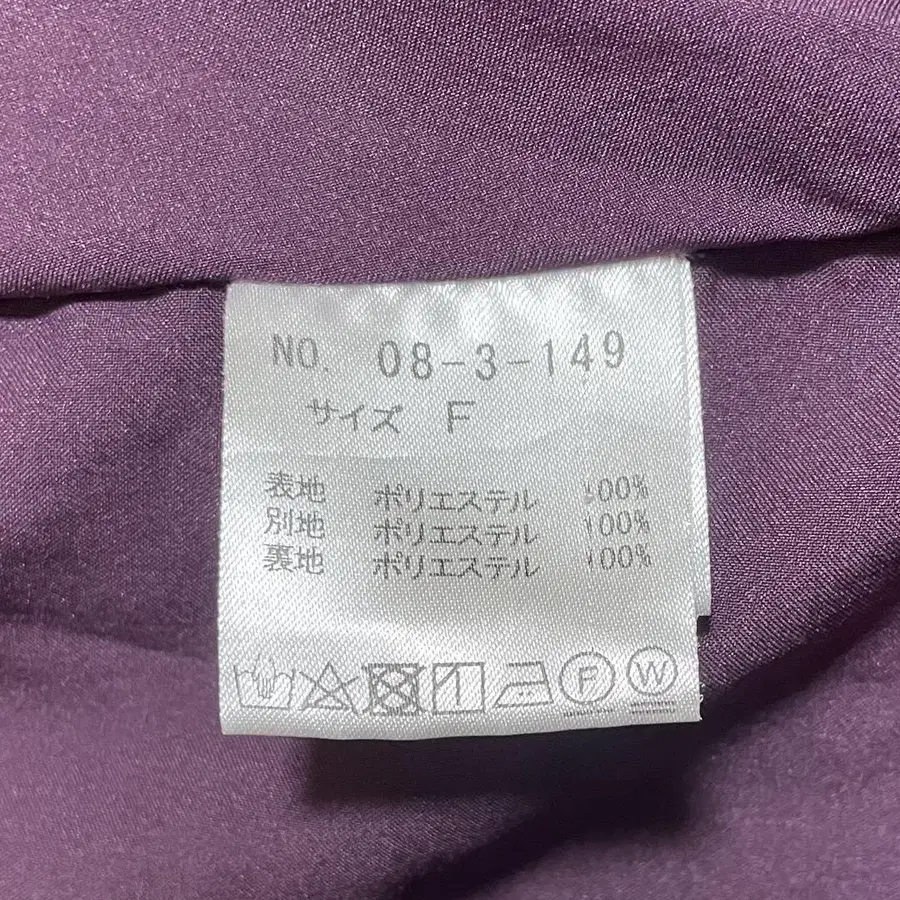 NO. 08-3-149
サイズ F
表地 ポリエステル 100%
別地 ポリエステル 100%
裏地 ポリエステル 100%
F W